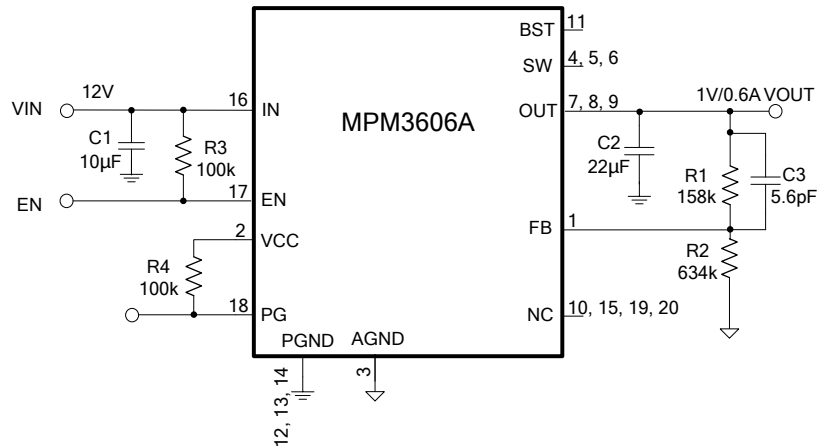 BST
11
SW
4, 5, 6
VIN
12V
16
IN
OUT
7, 8, 9
1V/0.6A VOUT
MPM3606A
C1
10µF
R3
100k
C2
22µF
R1
158k
C3
5.6pF
EN
17
EN
FB
1
2
VCC
R2
634k
R4
100k
18
PG
NC
10, 15, 19, 20
PGND
AGND
12, 13, 14
3